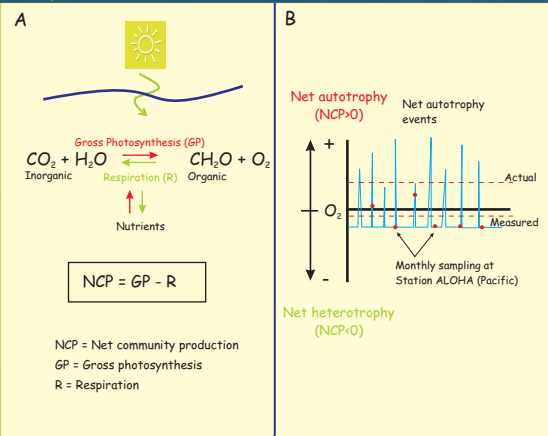 A
Gross Photosynthesis (GP)
CO₂ + H₂O
CH₂O + O₂
Inorganic
Respiration (R)
Organic
Nutrients
NCP = GP - R
NCP = Net community production
GP = Gross photosynthesis
R = Respiration
B
Net autotrophy
(NCP>0)
Net autotrophy
events
+
Actual
O₂
Measured
Monthly sampling at
Station ALOHA (Pacific)
-
Net heterotrophy
(NCP<0)